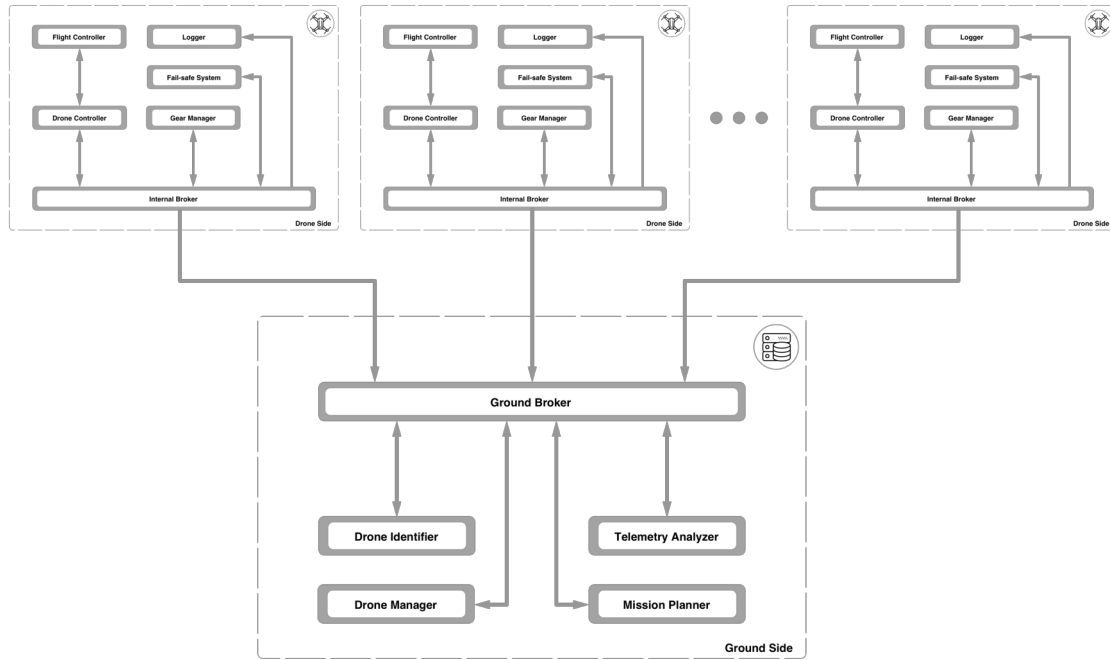 Flight Controller
Logger
Fail-safe System
Drone Controller
Gear Manager
Internal Broker
Drone Side
Flight Controller
Logger
Fail-safe System
Drone Controller
Gear Manager
Internal Broker
Drone Side
Flight Controller
Logger
Fail-safe System
Drone Controller
Gear Manager
Internal Broker
Drone Side
Ground Broker
Drone Identifier
Telemetry Analyzer
Drone Manager
Mission Planner
Ground Side